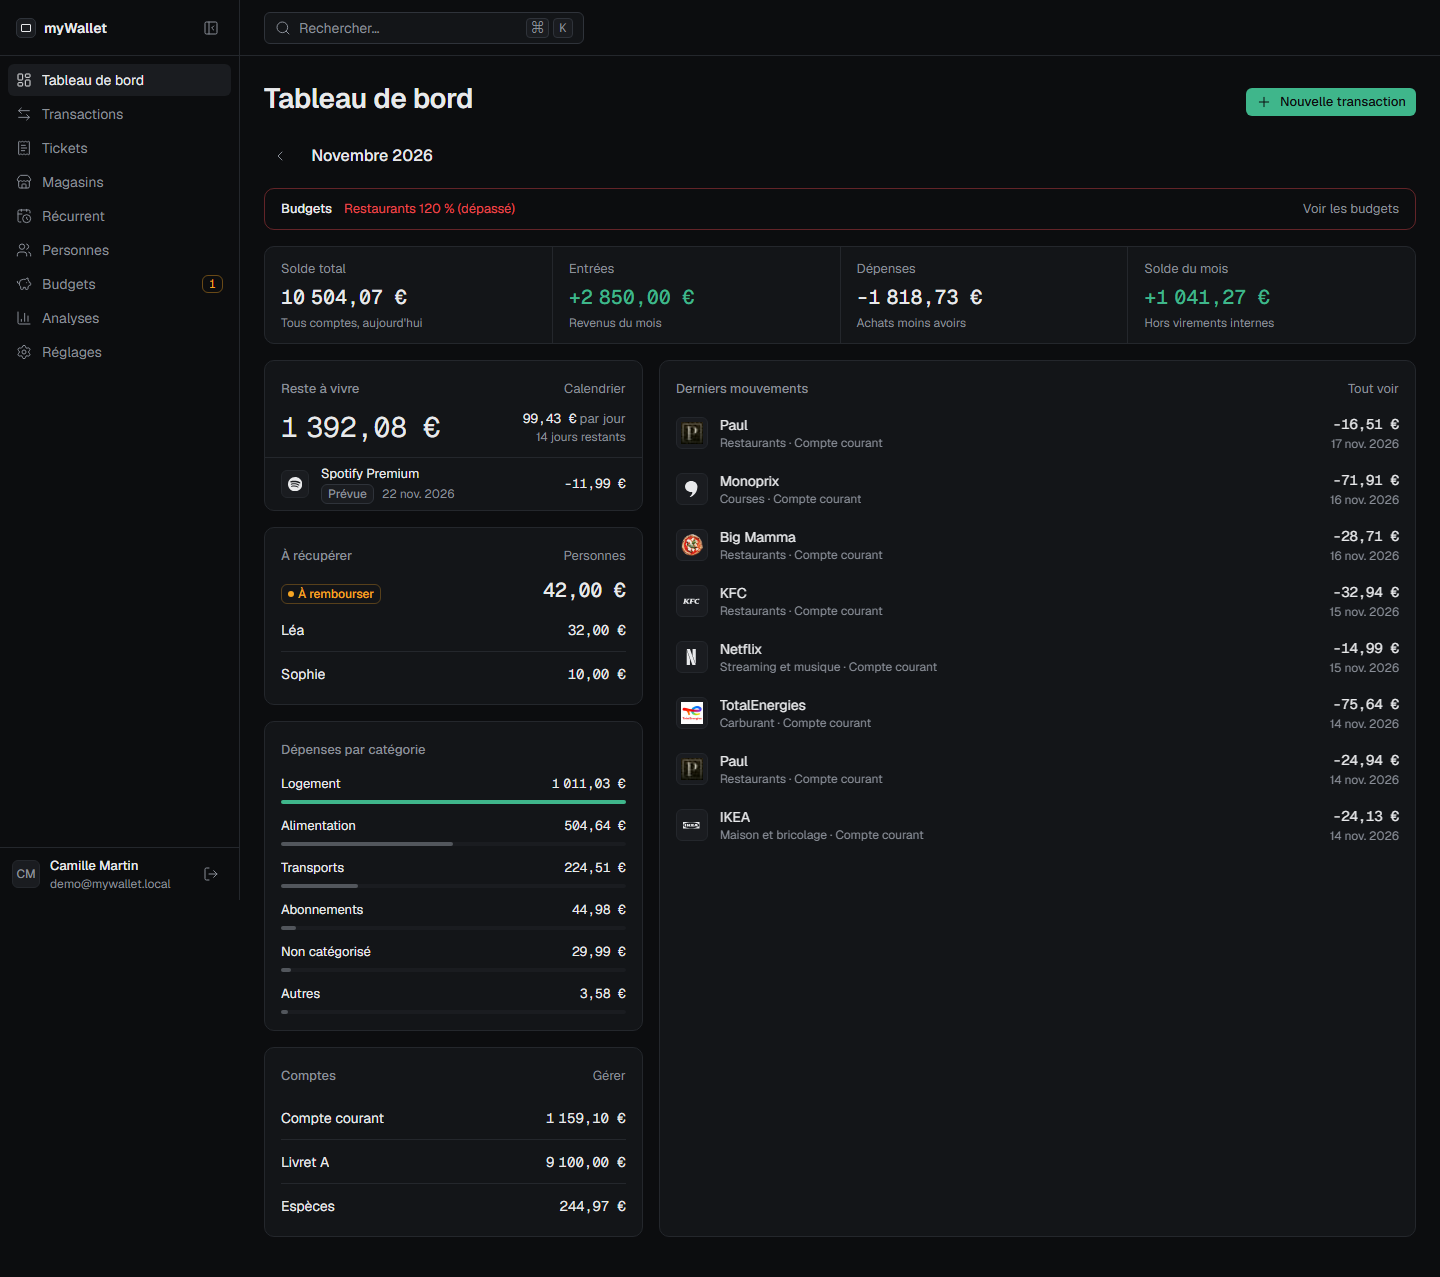 myWallet
Rechercher...
⌘ K
Tableau de bord
Transactions
Tickets
Magasins
Récurrent
Personnes
Budgets 1
Analyses
Réglages
Camille Martin
CM
demo@mywallet.local
Tableau de bord
Nouvelle transaction
Novembre 2026
Budgets Restaurants 120 % (dépassé) Voir les budgets
Solde total
10 504,07 €
Tous comptes, aujourd'hui
Entrées
+2 850,00 €
Revenus du mois
Dépenses
-1 818,73 €
Achats moins avoirs
Solde du mois
+1 041,27 €
Hors virements internes
Reste à vivre Calendrier
1 392,08 €
99,43 € par jour
14 jours restants
Spotify Premium
Prévue 22 nov. 2026
-11,99 €
À récupérer Personnes
À rembourser 42,00 €
Léa 32,00 €
Sophie 10,00 €
Dépenses par catégorie
Logement 1 011,03 €
Alimentation 504,64 €
Transports 224,51 €
Abonnements 44,98 €
Non catégorisé 29,99 €
Autres 3,58 €
Comptes Gérer
Compte courant 1 159,10 €
Livret A 9 100,00 €
Espèces 244,97 €
Derniers mouvements Tout voir
P
Paul -16,51 €
Restaurants · Compte courant 17 nov. 2026
Monoprix -71,91 €
Courses · Compte courant 16 nov. 2026
Big Mamma -28,71 €
Restaurants · Compte courant 16 nov. 2026
KFC
KFC -32,94 €
Restaurants · Compte courant 15 nov. 2026
N
Netflix -14,99 €
Streaming et musique · Compte courant 15 nov. 2026
TotalEnergies
TotalEnergies -75,64 €
Carburant · Compte courant 14 nov. 2026
P
Paul -24,94 €
Restaurants · Compte courant 14 nov. 2026
IKEA
IKEA -24,13 €
Maison et bricolage · Compte courant 14 nov. 2026